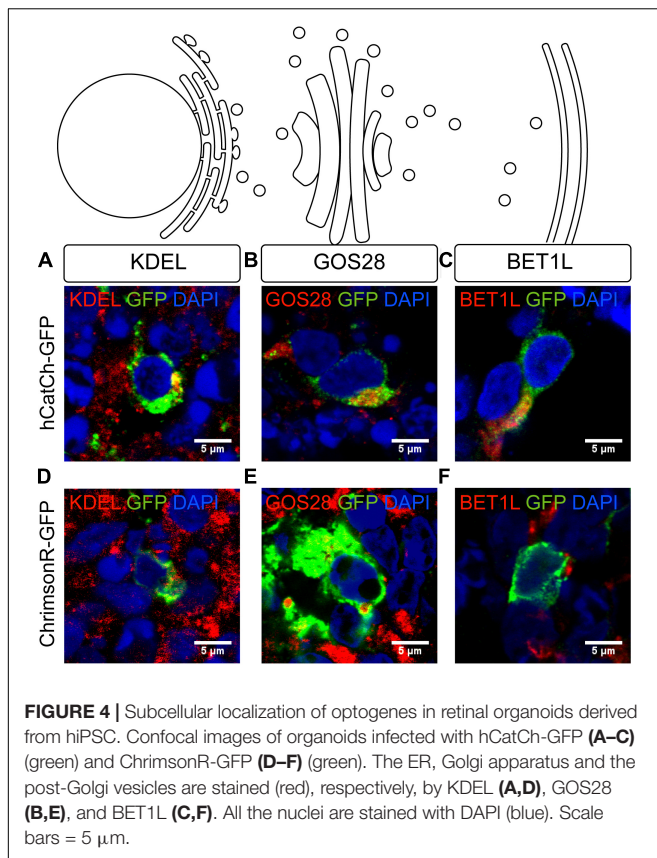 A KDEL B GOS28 C BET1L
hCatCh-GFP
KDEL GFP DAPI GOS28 GFP DAPI BET1L GFP DAPI
5 µm 5 µm 5 µm
D E F
ChrimsonR-GFP
KDEL GFP DAPI GOS28 GFP DAPI BET1L GFP DAPI
5 µm 5 µm 5 µm
FIGURE 4 | Subcellular localization of optogenes in retinal organoids derived
from hiPSC. Confocal images of organoids infected with hCatCh-GFP (A–C)
(green) and ChrimsonR-GFP (D–F) (green). The ER, Golgi apparatus and the
post-Golgi vesicles are stained (red), respectively, by KDEL (A,D), GOS28
(B,E), and BET1L (C,F). All the nuclei are stained with DAPI (blue). Scale
bars = 5 µm.